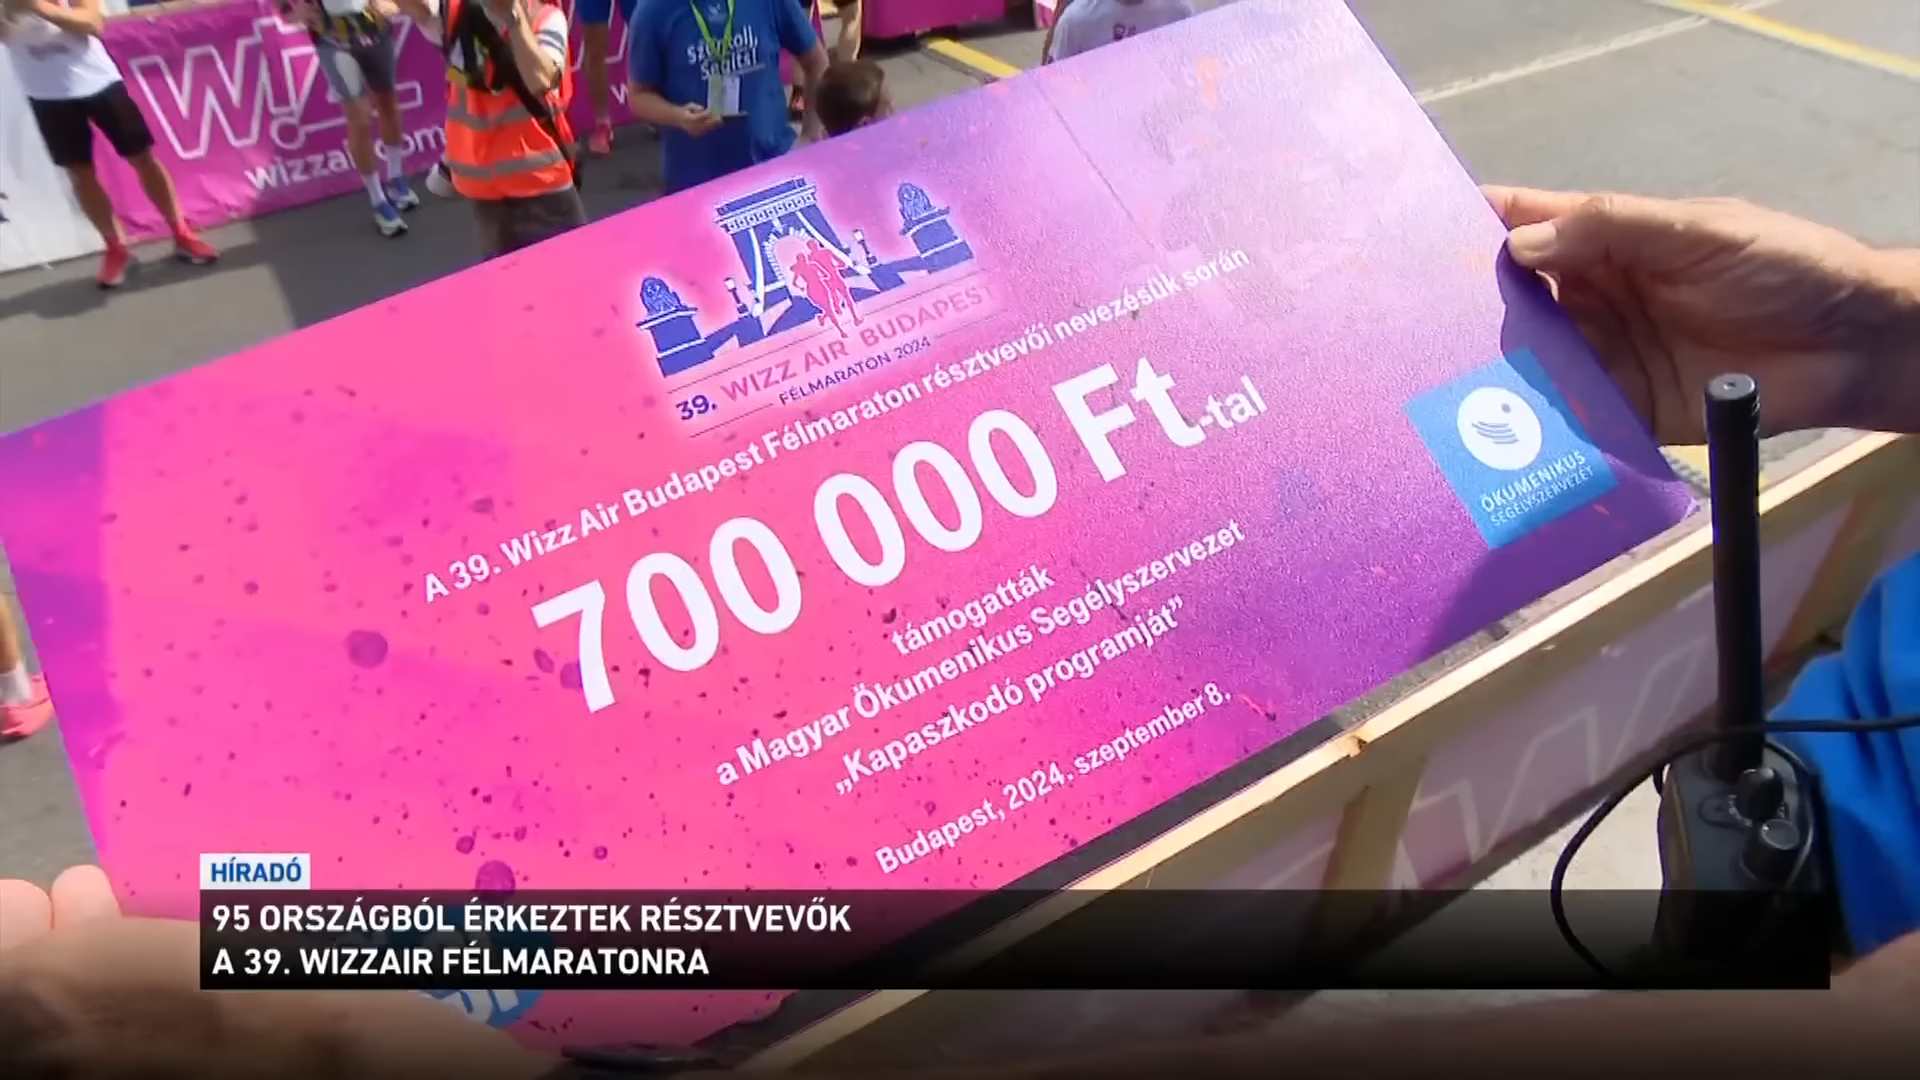 WIZZ
wizzair.com
szurkolj,
Segíts!
39. WIZZ AIR BUDAPEST
FÉLMARATON 2024
A 39. Wizz Air Budapest Félmaraton résztvevői nevezésük során
700 000 Ft-tal
támogatták
a Magyar Ökumenikus Segélyszervezet
„Kapaszkodó programját”
Budapest, 2024. szeptember 8.
ÖKUMENIKUS
SEGÉLYSZERVEZET
HÍRADÓ
95 ORSZÁGBÓL ÉRKEZTEK RÉSZTVEVŐK
A 39. WIZZAIR FÉLMARATONRA